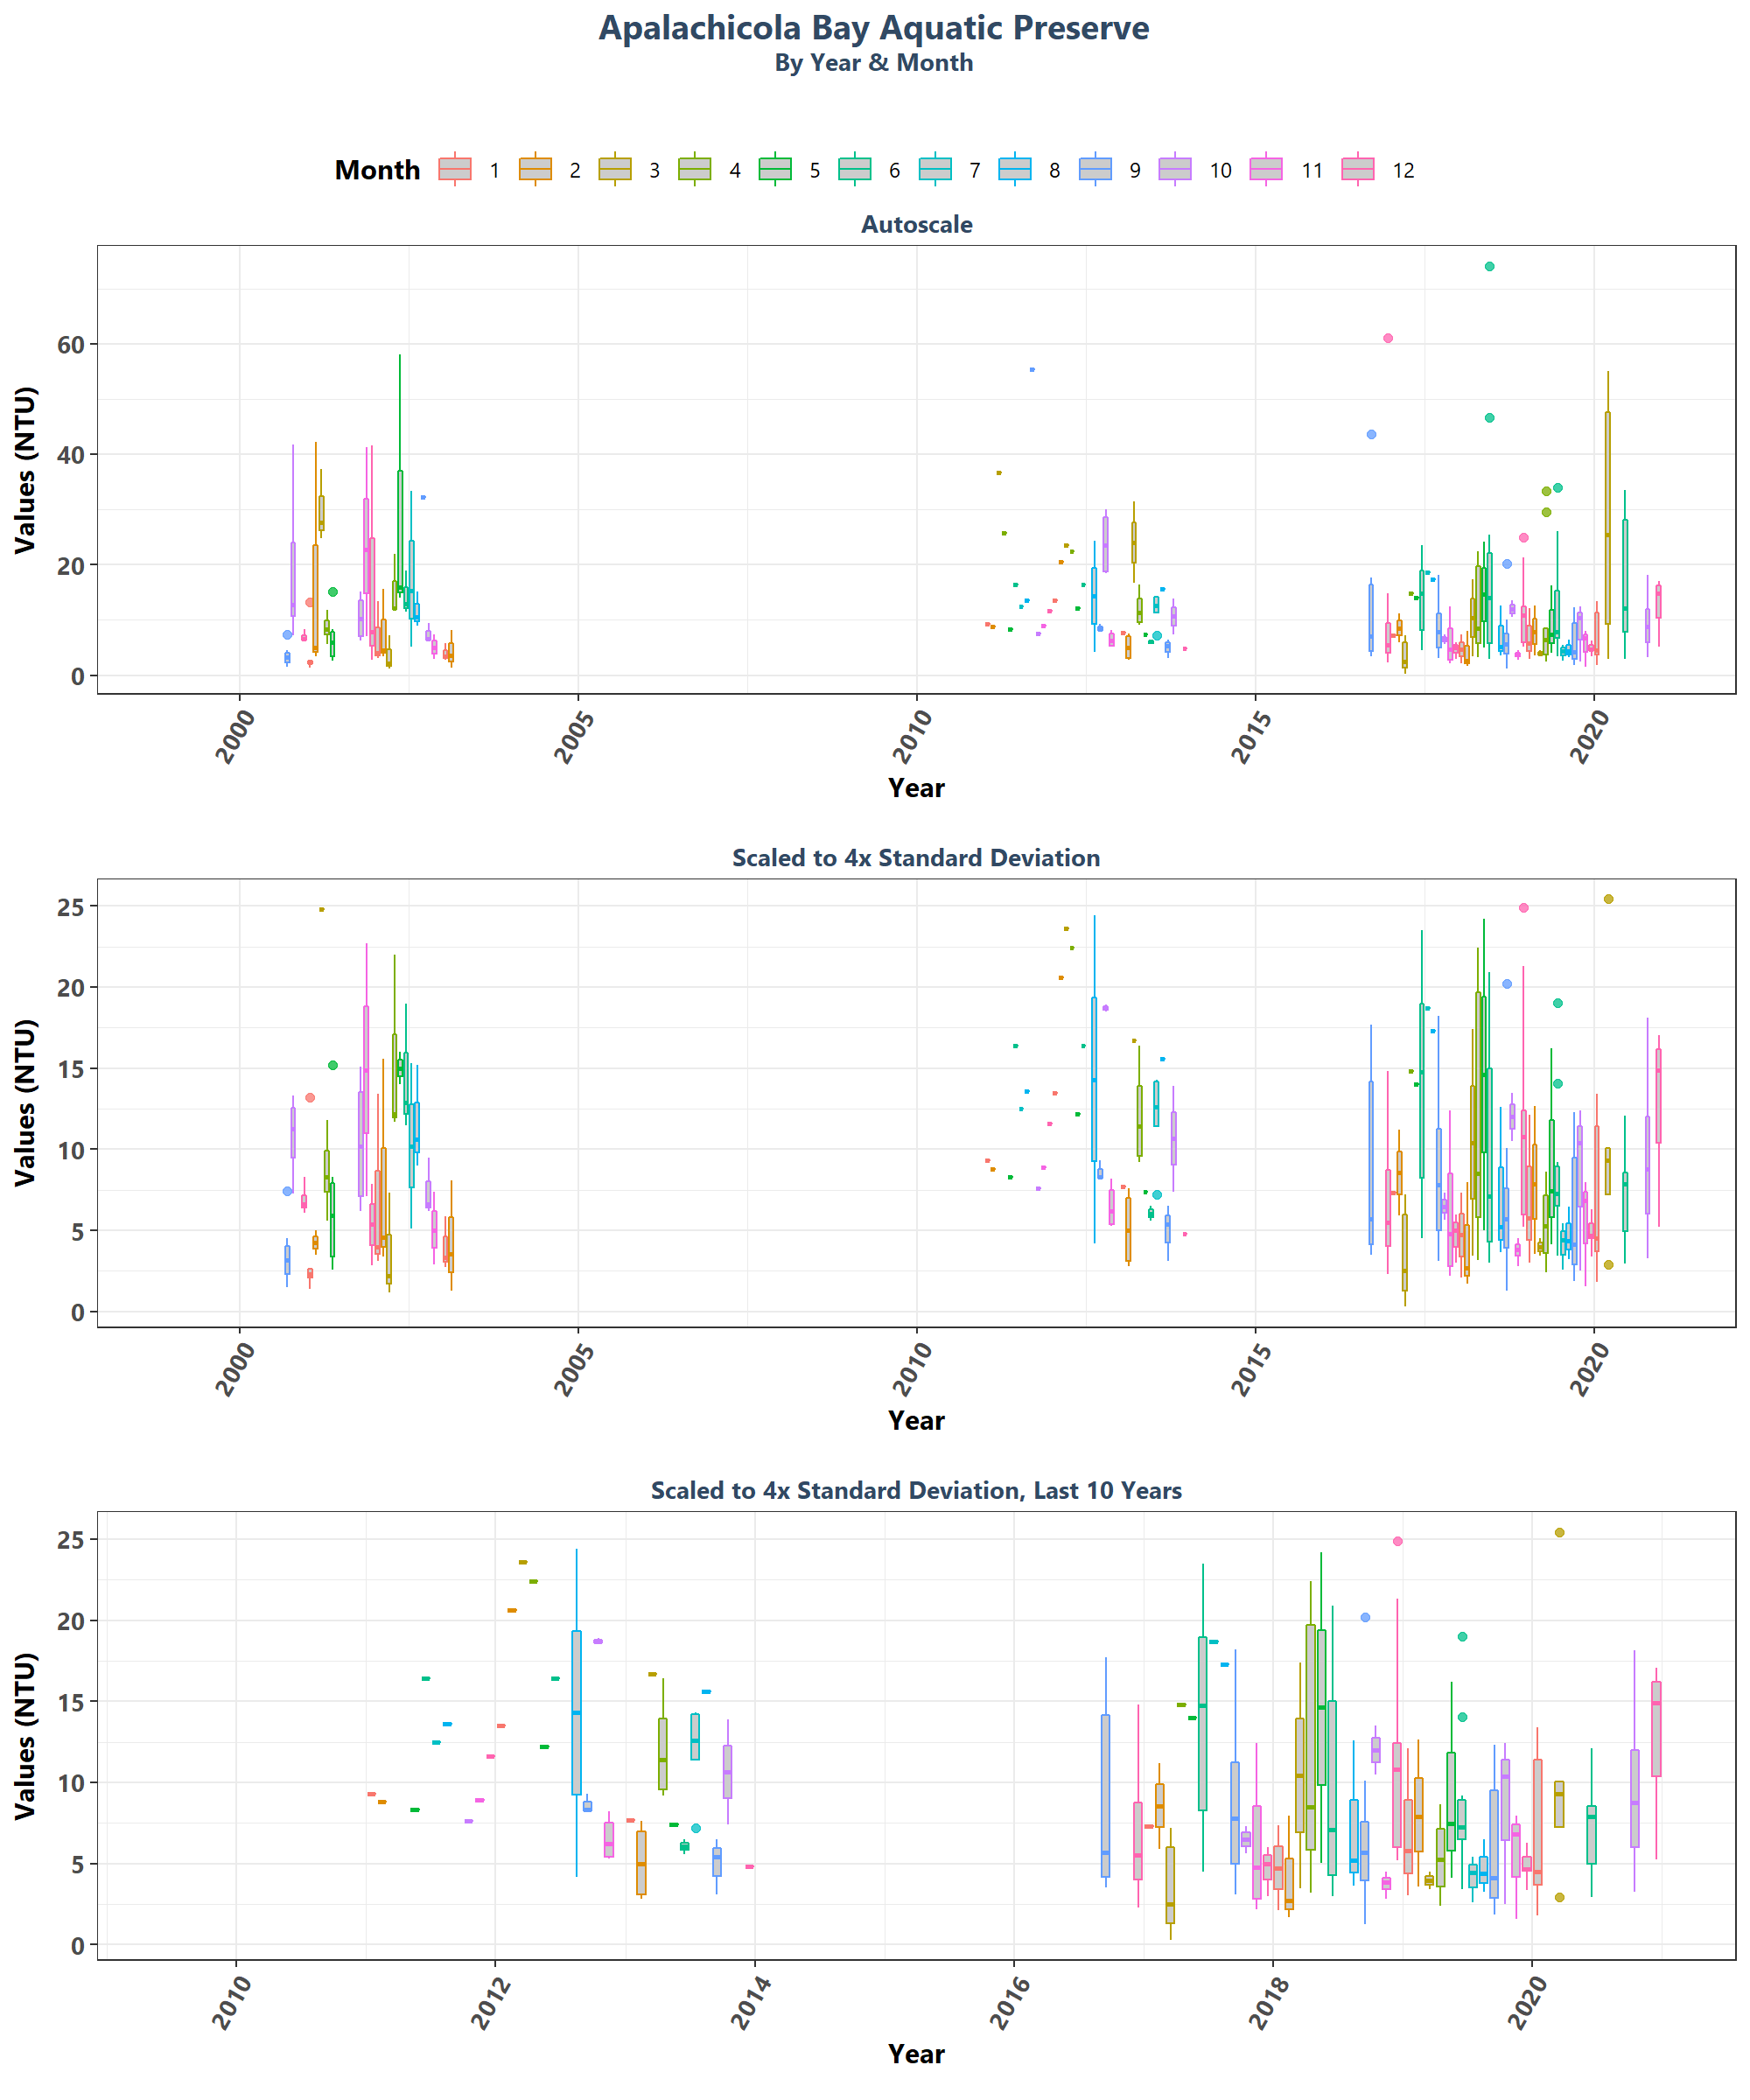 Apalachicola Bay Aquatic Preserve
By Year & Month
Month 1 2 3 4 5 6 7 8 9 10 11 12
Autoscale
Values (NTU)
60
40
20
0
2000 2005 2010 2015 2020
Year
Scaled to 4x Standard Deviation
Values (NTU)
25
20
15
10
5
0
2000 2005 2010 2015 2020
Year
Scaled to 4x Standard Deviation, Last 10 Years
Values (NTU)
25
20
15
10
5
0
2010 2012 2014 2016 2018 2020
Year